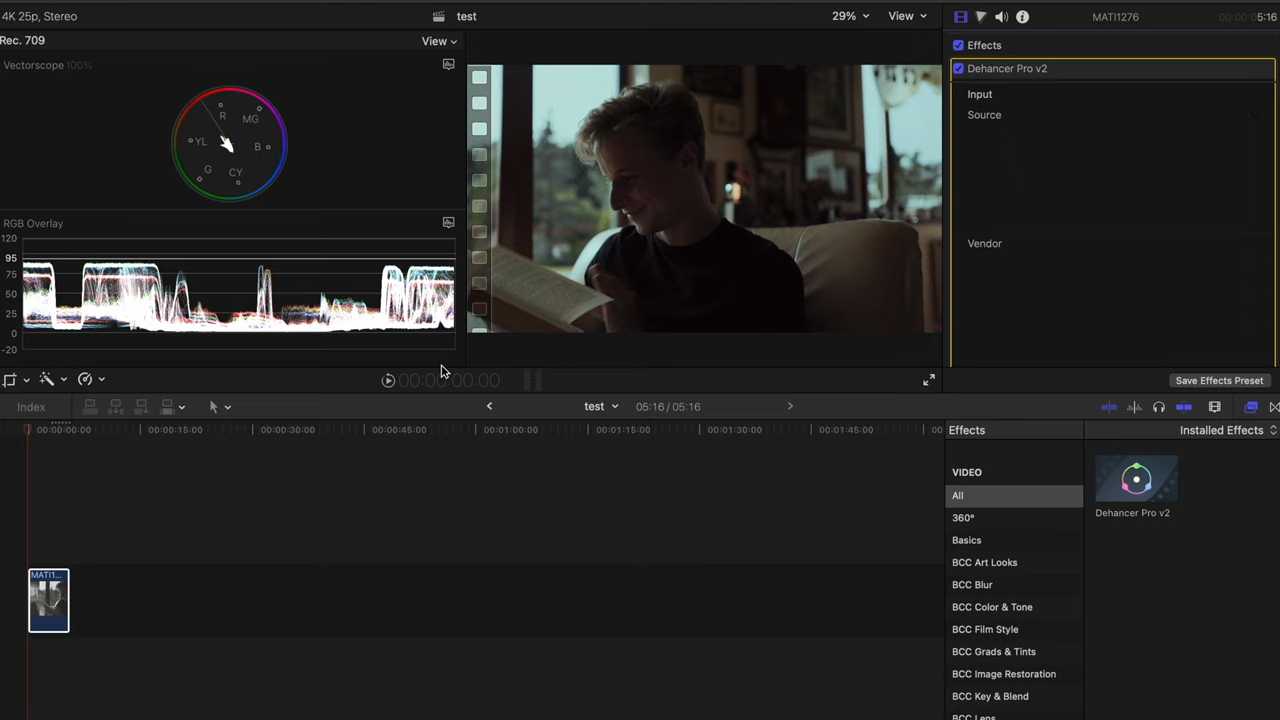 4K 25p, Stereo
test
29%
View
MATI1276
00:00:05:16
Rec. 709
View
Effects
Vectorscope 100%
Dehancer Pro v2
Input
Source
R
MG
YL
B
G
CY
RGB Overlay
120
95
75
50
25
0
-20
Vendor
00:00:00:00
Save Effects Preset
Index
test
05:16 / 05:16
00:00:00:00
00:00:15:00
00:00:30:00
00:00:45:00
00:01:00:00
00:01:15:00
00:01:30:00
00:01:45:00
00:
Effects
Installed Effects
VIDEO
All
Dehancer Pro v2
360°
Basics
BCC Art Looks
MATI1...
BCC Blur
BCC Color & Tone
BCC Film Style
BCC Grads & Tints
BCC Image Restoration
BCC Key & Blend
BCC Lens